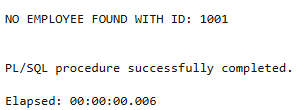 NO EMPLOYEE FOUND WITH ID: 1001
PL/SQL procedure successfully completed.
Elapsed: 00:00:00.006